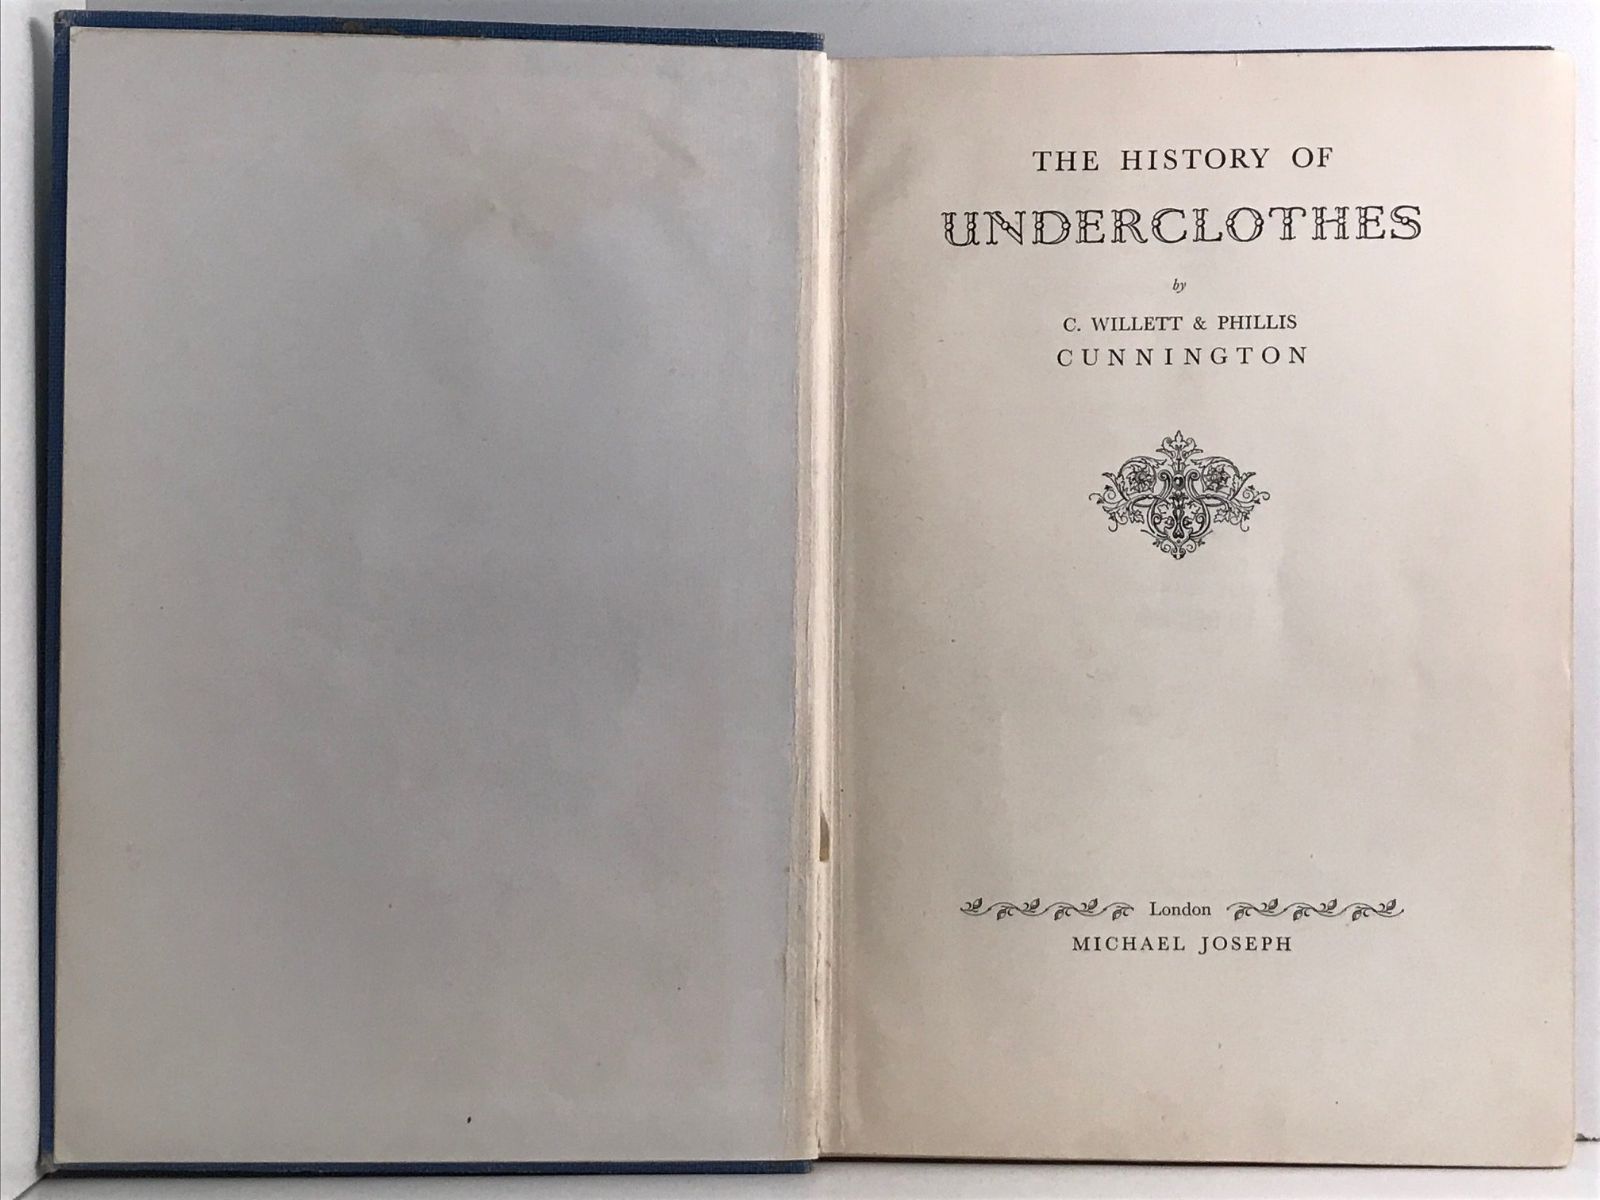 THE HISTORY OF
UNDERCLOTHES
by
C. WILLETT & PHILLIS
CUNNINGTON
London
MICHAEL JOSEPH